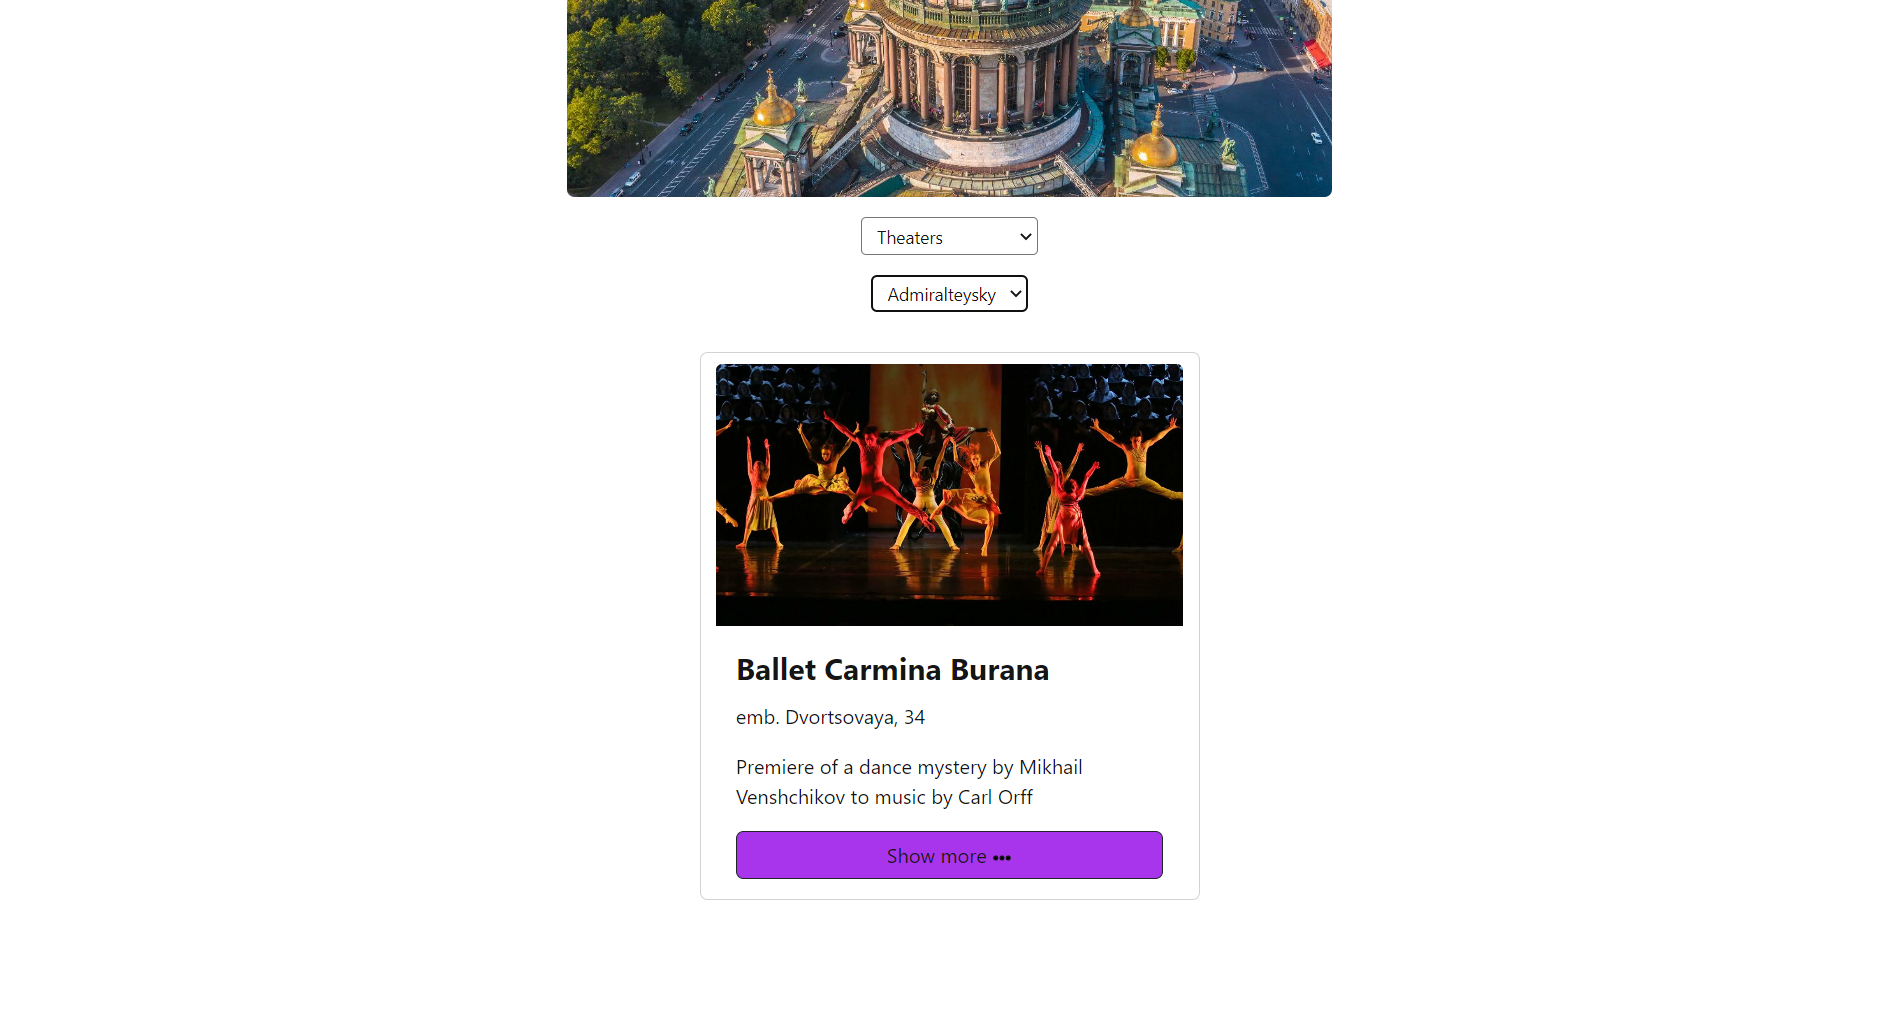 Theaters
Admiralteysky
Ballet Carmina Burana
emb. Dvortsovaya, 34
Premiere of a dance mystery by Mikhail
Venshchikov to music by Carl Orff
Show more •••